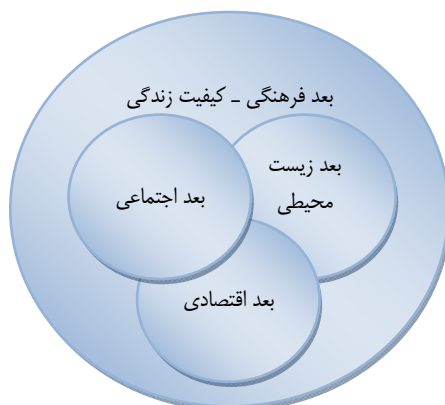 بعد فرهنگی - کیفیت زندگی
بعد زیست
محیطی
بعد اجتماعی
بعد اقتصادی